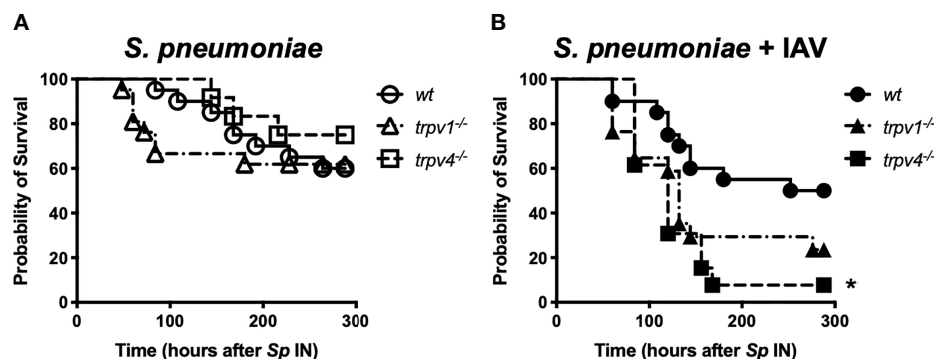 A
S. pneumoniae
Probability of Survival
100
80
60
40
20
0
0
100
200
300
Time (hours after Sp IN)
wt
trpv1-/-
trpv4-/-
B
S. pneumoniae + IAV
Probability of Survival
100
80
60
40
20
0
0
100
200
300
Time (hours after Sp IN)
wt
trpv1-/-
trpv4-/-
*